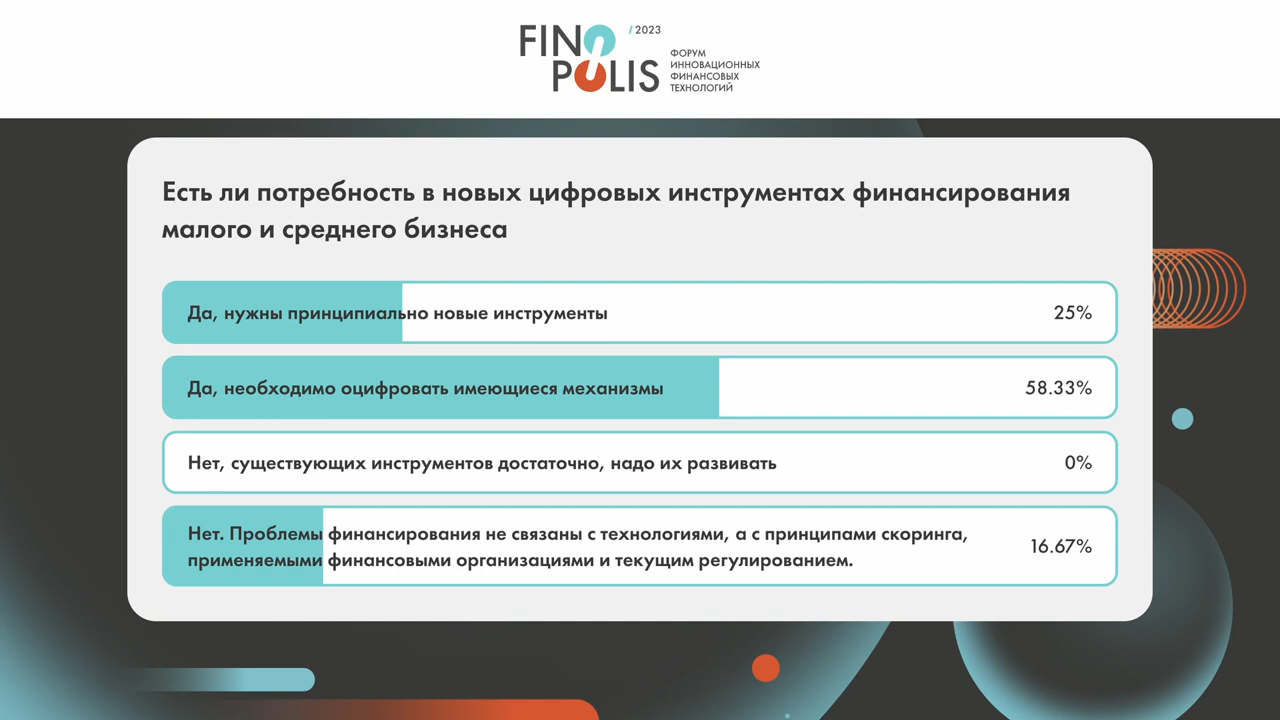 FINOPOLIS
/2023
ФОРУМ
ИННОВАЦИОННЫХ
ФИНАНСОВЫХ
ТЕХНОЛОГИЙ
Есть ли потребность в новых цифровых инструментах финансирования
малого и среднего бизнеса
Да, нужны принципиально новые инструменты 25%
Да, необходимо оцифровать имеющиеся механизмы 58.33%
Нет, существующих инструментов достаточно, надо их развивать 0%
Нет. Проблемы финансирования не связаны с технологиями, а с принципами скоринга,
применяемыми финансовыми организациями и текущим регулированием.
16.67%